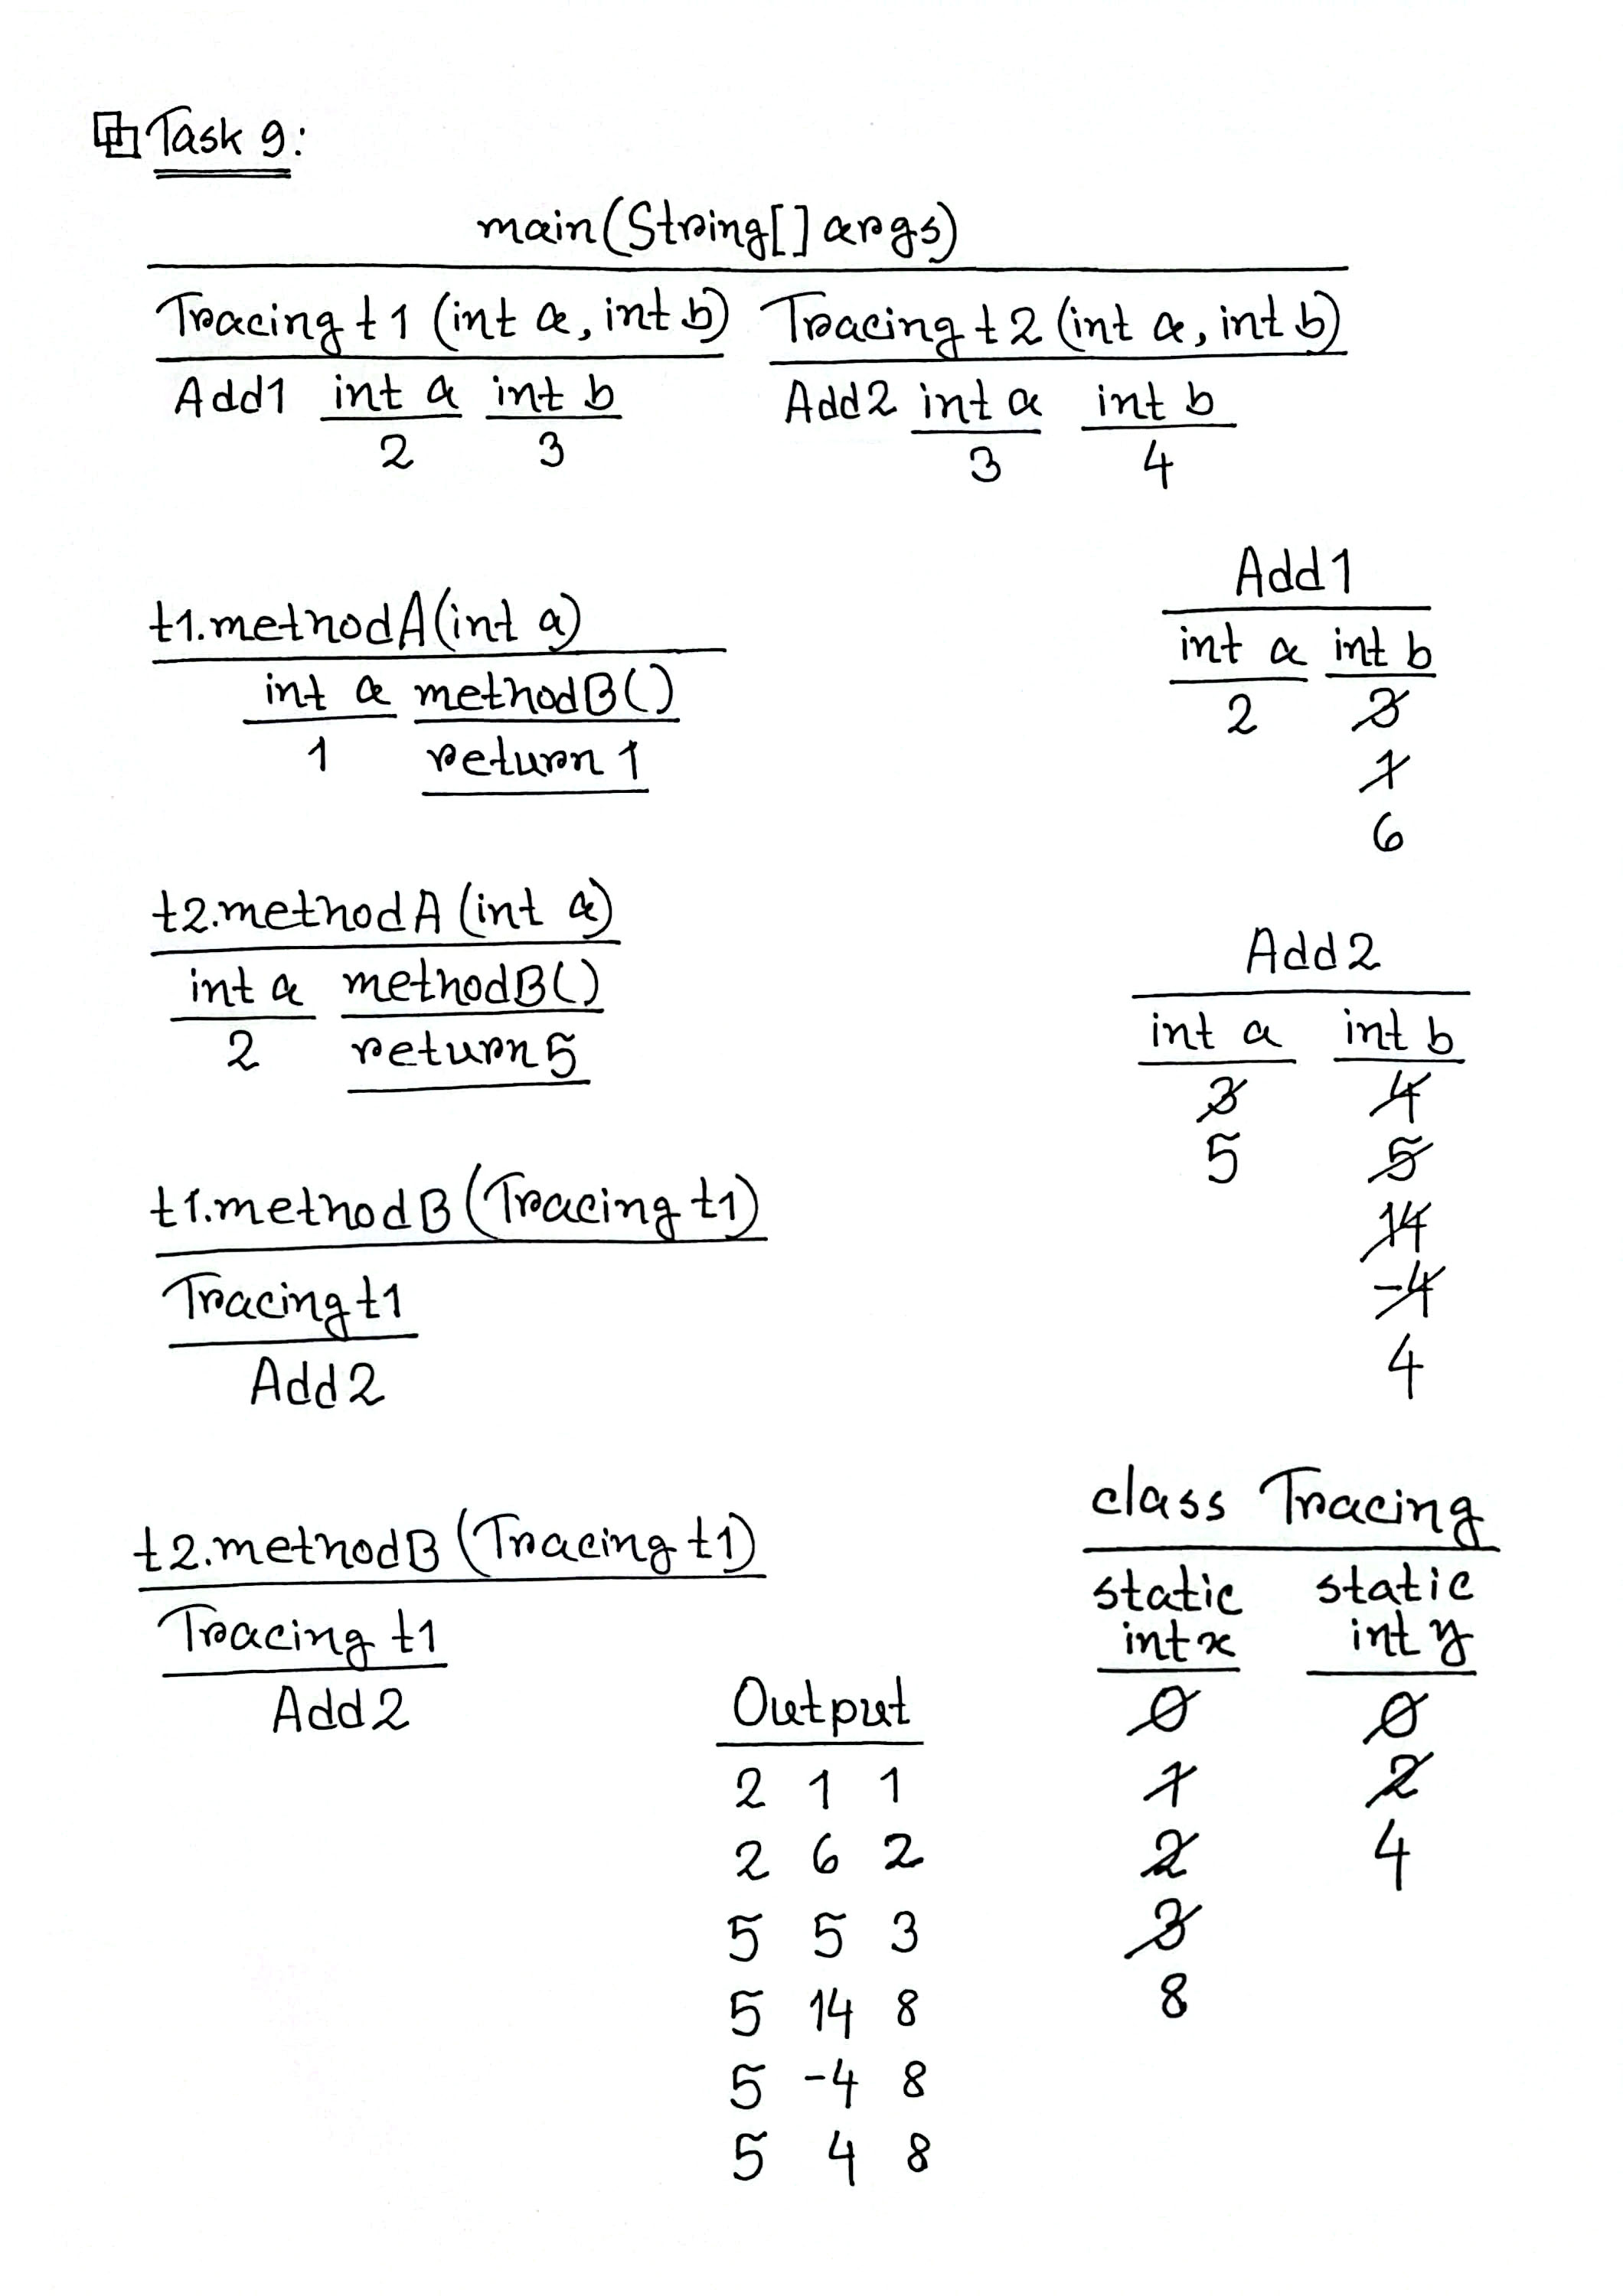 Task 9:
main(String[] args)
Tracing t1 (int a, int b) Tracing t2 (int a, int b)
Add1 int a int b Add2 int a int b
2 3 3 4
t1.methodA(int a)
int a methodB()
1 return 1
Add1
int a int b
2 3
1
6
t2.methodA (int a)
int a methodB()
2 return 5
Add2
int a int b
3 4
5 5
14
-4
4
t1.methodB (Tracing t1)
Tracing t1
Add2
t2.methodB (Tracing t1)
Tracing t1
Add2
Output
2 1 1
2 6 2
5 5 3
5 14 8
5 -4 8
5 4 8
class Tracing
static static
int x int y
0 0
1 2
2 4
3
8